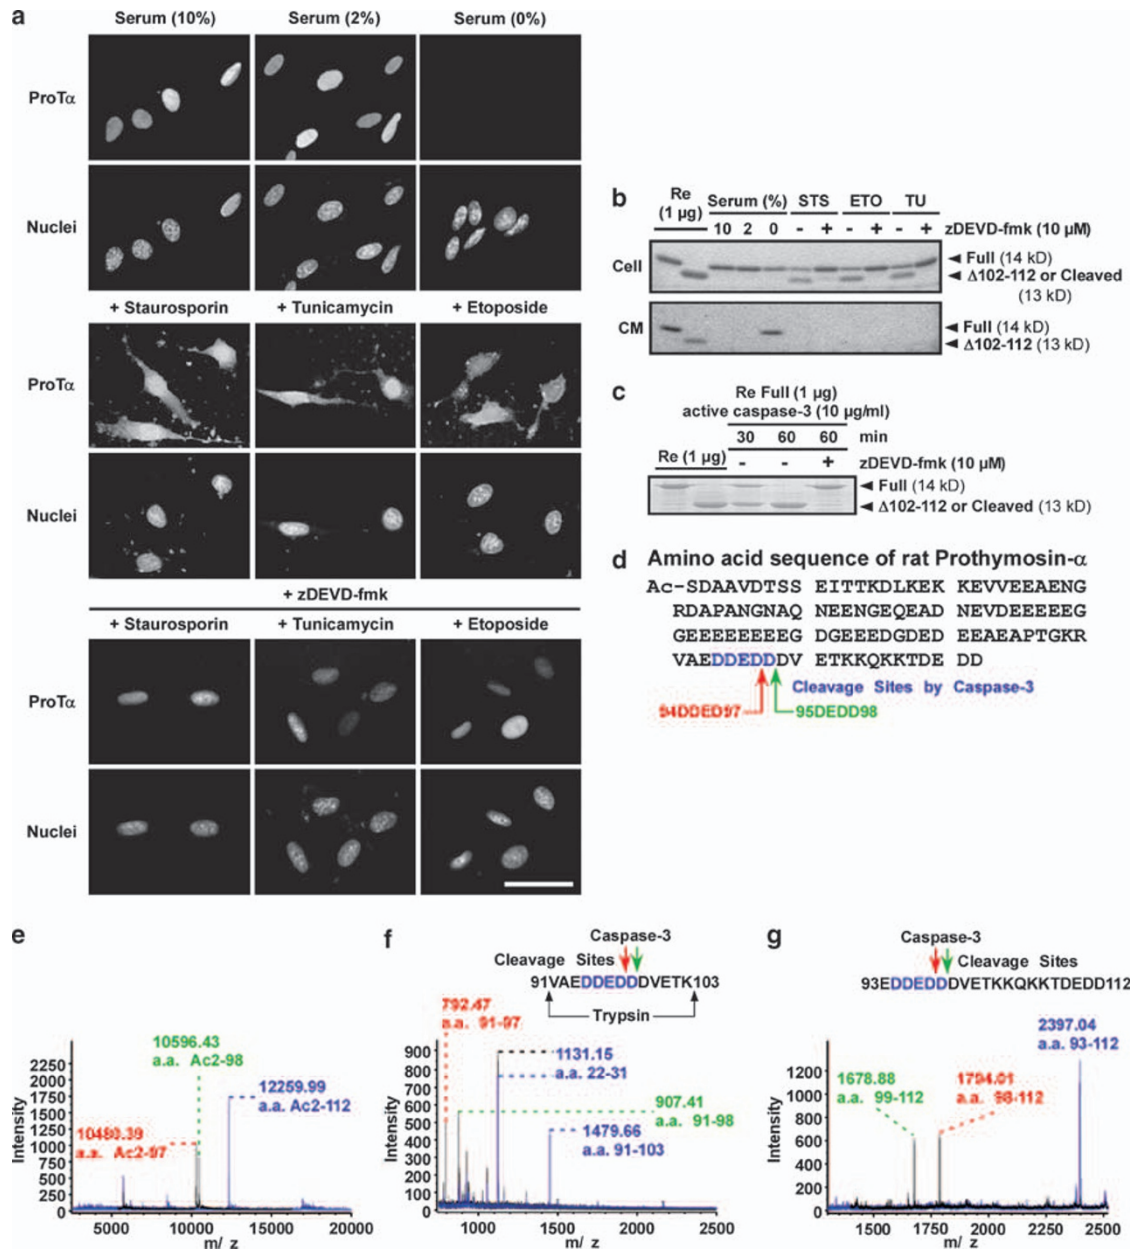 a
Serum (10%) Serum (2%) Serum (0%)
ProTα
Nuclei
+ Staurosporin + Tunicamycin + Etoposide
ProTα
Nuclei
+ zDEVD-fmk
+ Staurosporin + Tunicamycin + Etoposide
ProTα
Nuclei
b
Re (1 µg) Serum (%) STS ETO TU
10 2 0 - + - + - + zDEVD-fmk (10 µM)
Cell
Full (14 kD)
Δ102-112 or Cleaved (13 kD)
CM
Full (14 kD)
Δ102-112 (13 kD)
c
Re Full (1 µg)
active caspase-3 (10 µg/ml)
30 60 60 min
Re (1 µg) - - + zDEVD-fmk (10 µM)
Full (14 kD)
Δ102-112 or Cleaved (13 kD)
d Amino acid sequence of rat Prothymosin-α
Ac-SDAAVDTSS EITTKDLKEK KEVVEEAENG
RDAPANGNAQ NEENGEQEAD NEVDEEEEEG
GEEEEEEEEG DGEEEDGDED EEAEAPTGKR
VAEDDEDDDV ETKKQKKTDE DD
Cleavage Sites by Caspase-3
94DDED97 95DEDD98
e
10596.43
a.a. Ac2-98
12259.99
a.a. Ac2-112
10480.39
a.a. Ac2-97
Intensity
2250
2000
1750
1500
1250
1000
750
500
250
0
4000 8000 12000 16000 20000
m/ z
f
Caspase-3
Cleavage Sites
91VAEDDEDDDVETK103
Trypsin
792.47
a.a. 91-97
1131.15
a.a. 22-31
907.41
a.a. 91-98
1479.66
a.a. 91-103
Intensity
900
800
700
600
500
400
300
200
100
0
1000 1500 2000 2500
m/ z
g
Caspase-3
Cleavage Sites
93EDDEDDDVETKKQKKTDEDD112
2397.04
a.a. 93-112
1678.88
a.a. 99-112
1794.01
a.a. 98-112
Intensity
1200
1000
800
600
400
200
0
1500 1750 2000 2250 2500
m/ z